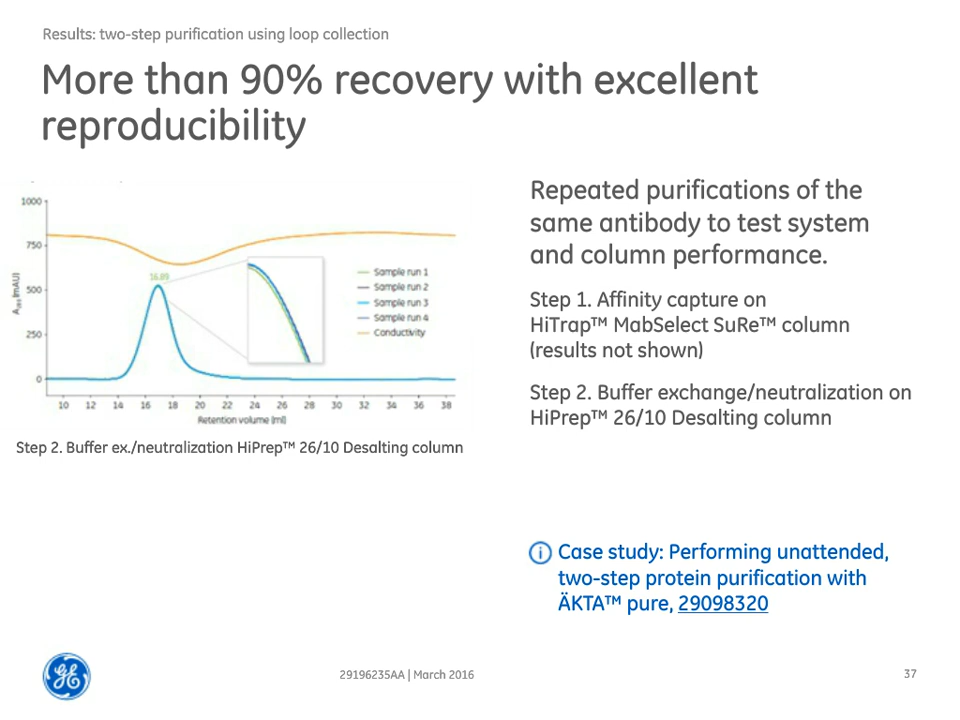 Results: two-step purification using loop collection
More than 90% recovery with excellent
reproducibility
Repeated purifications of the
same antibody to test system
and column performance.
Step 1. Affinity capture on
HiTrap™ MabSelect SuRe™ column
(results not shown)
Step 2. Buffer exchange/neutralization on
HiPrep™ 26/10 Desalting column
1000
750
500
250
0
16.89
Sample run 1
Sample run 2
Sample run 3
Sample run 4
Conductivity
10 12 14 16 18 20 22 24 26 28 30 32 34 36 38
Retention volume (ml)
Step 2. Buffer ex./neutralization HiPrep™ 26/10 Desalting column
Case study: Performing unattended,
two-step protein purification with
ÄKTA™ pure, 29098320
GE
29196235AA | March 2016
37